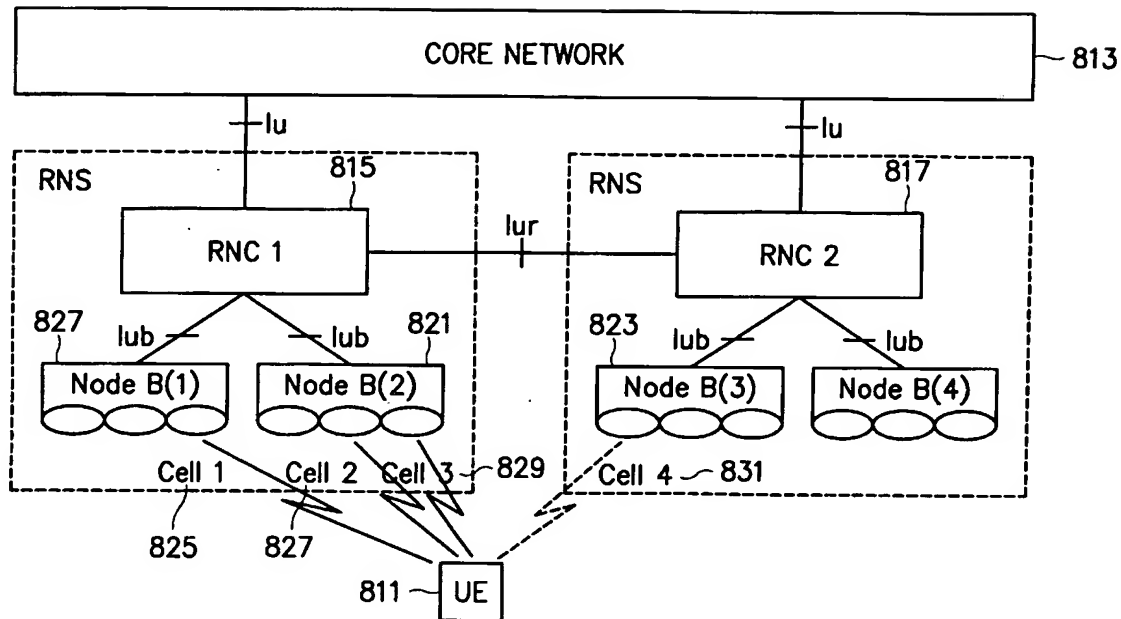 CORE NETWORK
813
Iu
Iu
RNS
815
RNS
817
RNC 1
Iur
RNC 2
827
Iub
Iub
821
823
Iub
Iub
Node B(1)
Node B(2)
Node B(3)
Node B(4)
Cell 1
Cell 2
Cell 3
829
Cell 4
831
825
827
811
UE